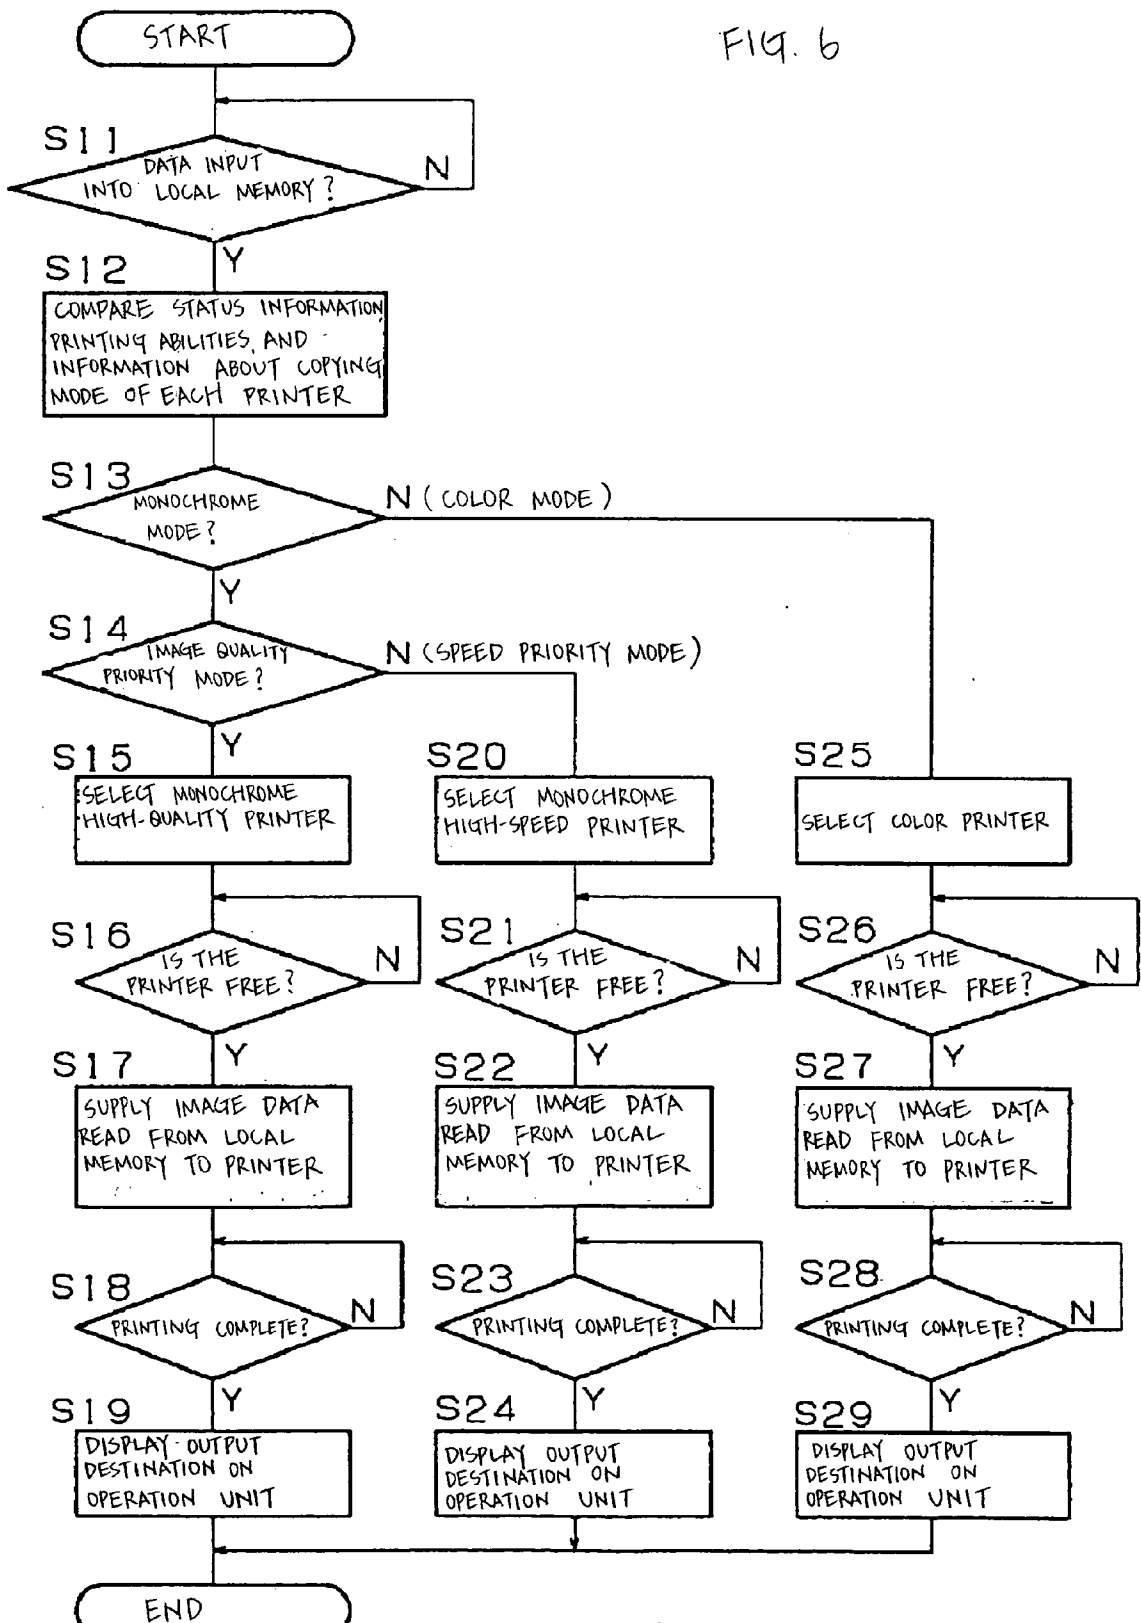 START
FIG. 6
S11
DATA INPUT
INTO LOCAL MEMORY?
N
Y
S12
COMPARE STATUS INFORMATION,
PRINTING ABILITIES, AND
INFORMATION ABOUT COPYING
MODE OF EACH PRINTER
S13
MONOCHROME
MODE?
N (COLOR MODE)
Y
S14
IMAGE QUALITY
PRIORITY MODE?
N (SPEED PRIORITY MODE)
Y
S15
SELECT MONOCHROME
HIGH-QUALITY PRINTER
S16
IS THE
PRINTER FREE?
N
Y
S17
SUPPLY IMAGE DATA
READ FROM LOCAL
MEMORY TO PRINTER
S18
PRINTING COMPLETE?
N
Y
S19
DISPLAY OUTPUT
DESTINATION ON
OPERATION UNIT
S20
SELECT MONOCHROME
HIGH-SPEED PRINTER
S21
IS THE
PRINTER FREE?
N
Y
S22
SUPPLY IMAGE DATA
READ FROM LOCAL
MEMORY TO PRINTER
S23
PRINTING COMPLETE?
N
Y
S24
DISPLAY OUTPUT
DESTINATION ON
OPERATION UNIT
S25
SELECT COLOR PRINTER
S26
IS THE
PRINTER FREE?
N
Y
S27
SUPPLY IMAGE DATA
READ FROM LOCAL
MEMORY TO PRINTER
S28
PRINTING COMPLETE?
N
Y
S29
DISPLAY OUTPUT
DESTINATION ON
OPERATION UNIT
END